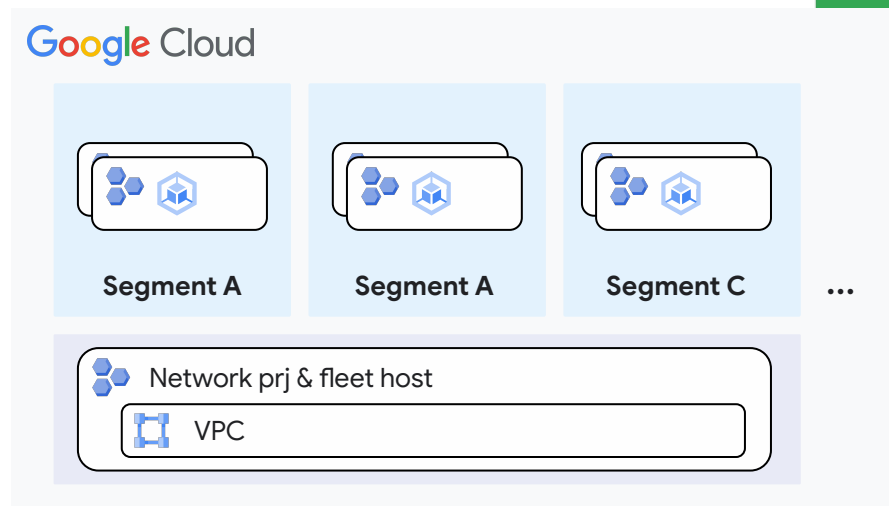 Google Cloud
Segment A
Segment A
Segment C
...
Network prj & fleet host
VPC